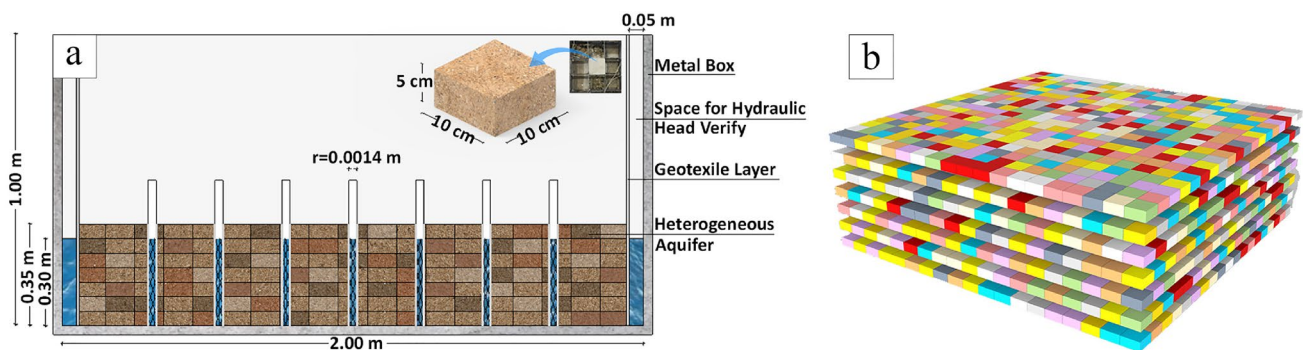 a
1.00 m
0.35 m
0.30 m
2.00 m
5 cm
10 cm
10 cm
r=0.0014 m
0.05 m
Metal Box
Space for Hydraulic
Head Verify
Geotexile Layer
Heterogeneous
Aquifer
b